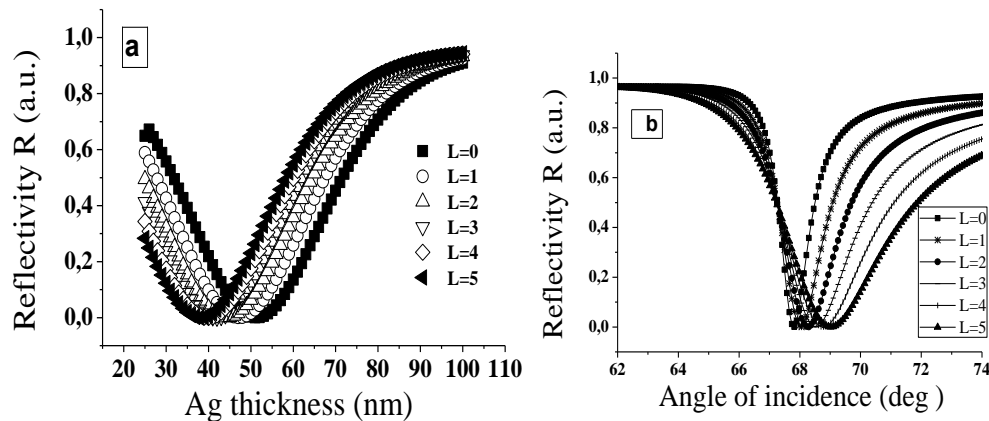 a
Reflectivity R (a.u.)
1,0
0,8
0,6
0,4
0,2
0,0
20 30 40 50 60 70 80 90 100 110
Ag thickness (nm)
L=0
L=1
L=2
L=3
L=4
L=5
b
Reflectivity R (a.u.)
1,0
0,8
0,6
0,4
0,2
0,0
62 64 66 68 70 72 74
Angle of incidence (deg )
L=0
L=1
L=2
L=3
L=4
L=5